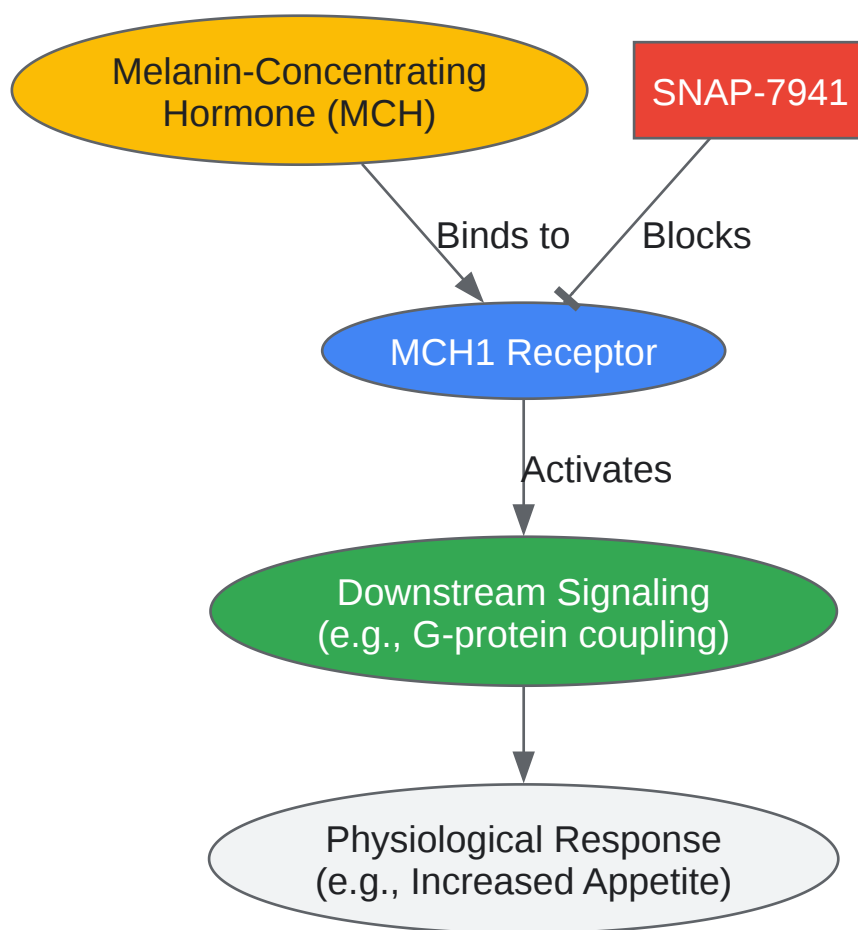 Melanin-Concentrating
Hormone (MCH)
SNAP-7941
Binds to
Blocks
MCH1 Receptor
Activates
Downstream Signaling
(e.g., G-protein coupling)
Physiological Response
(e.g., Increased Appetite)